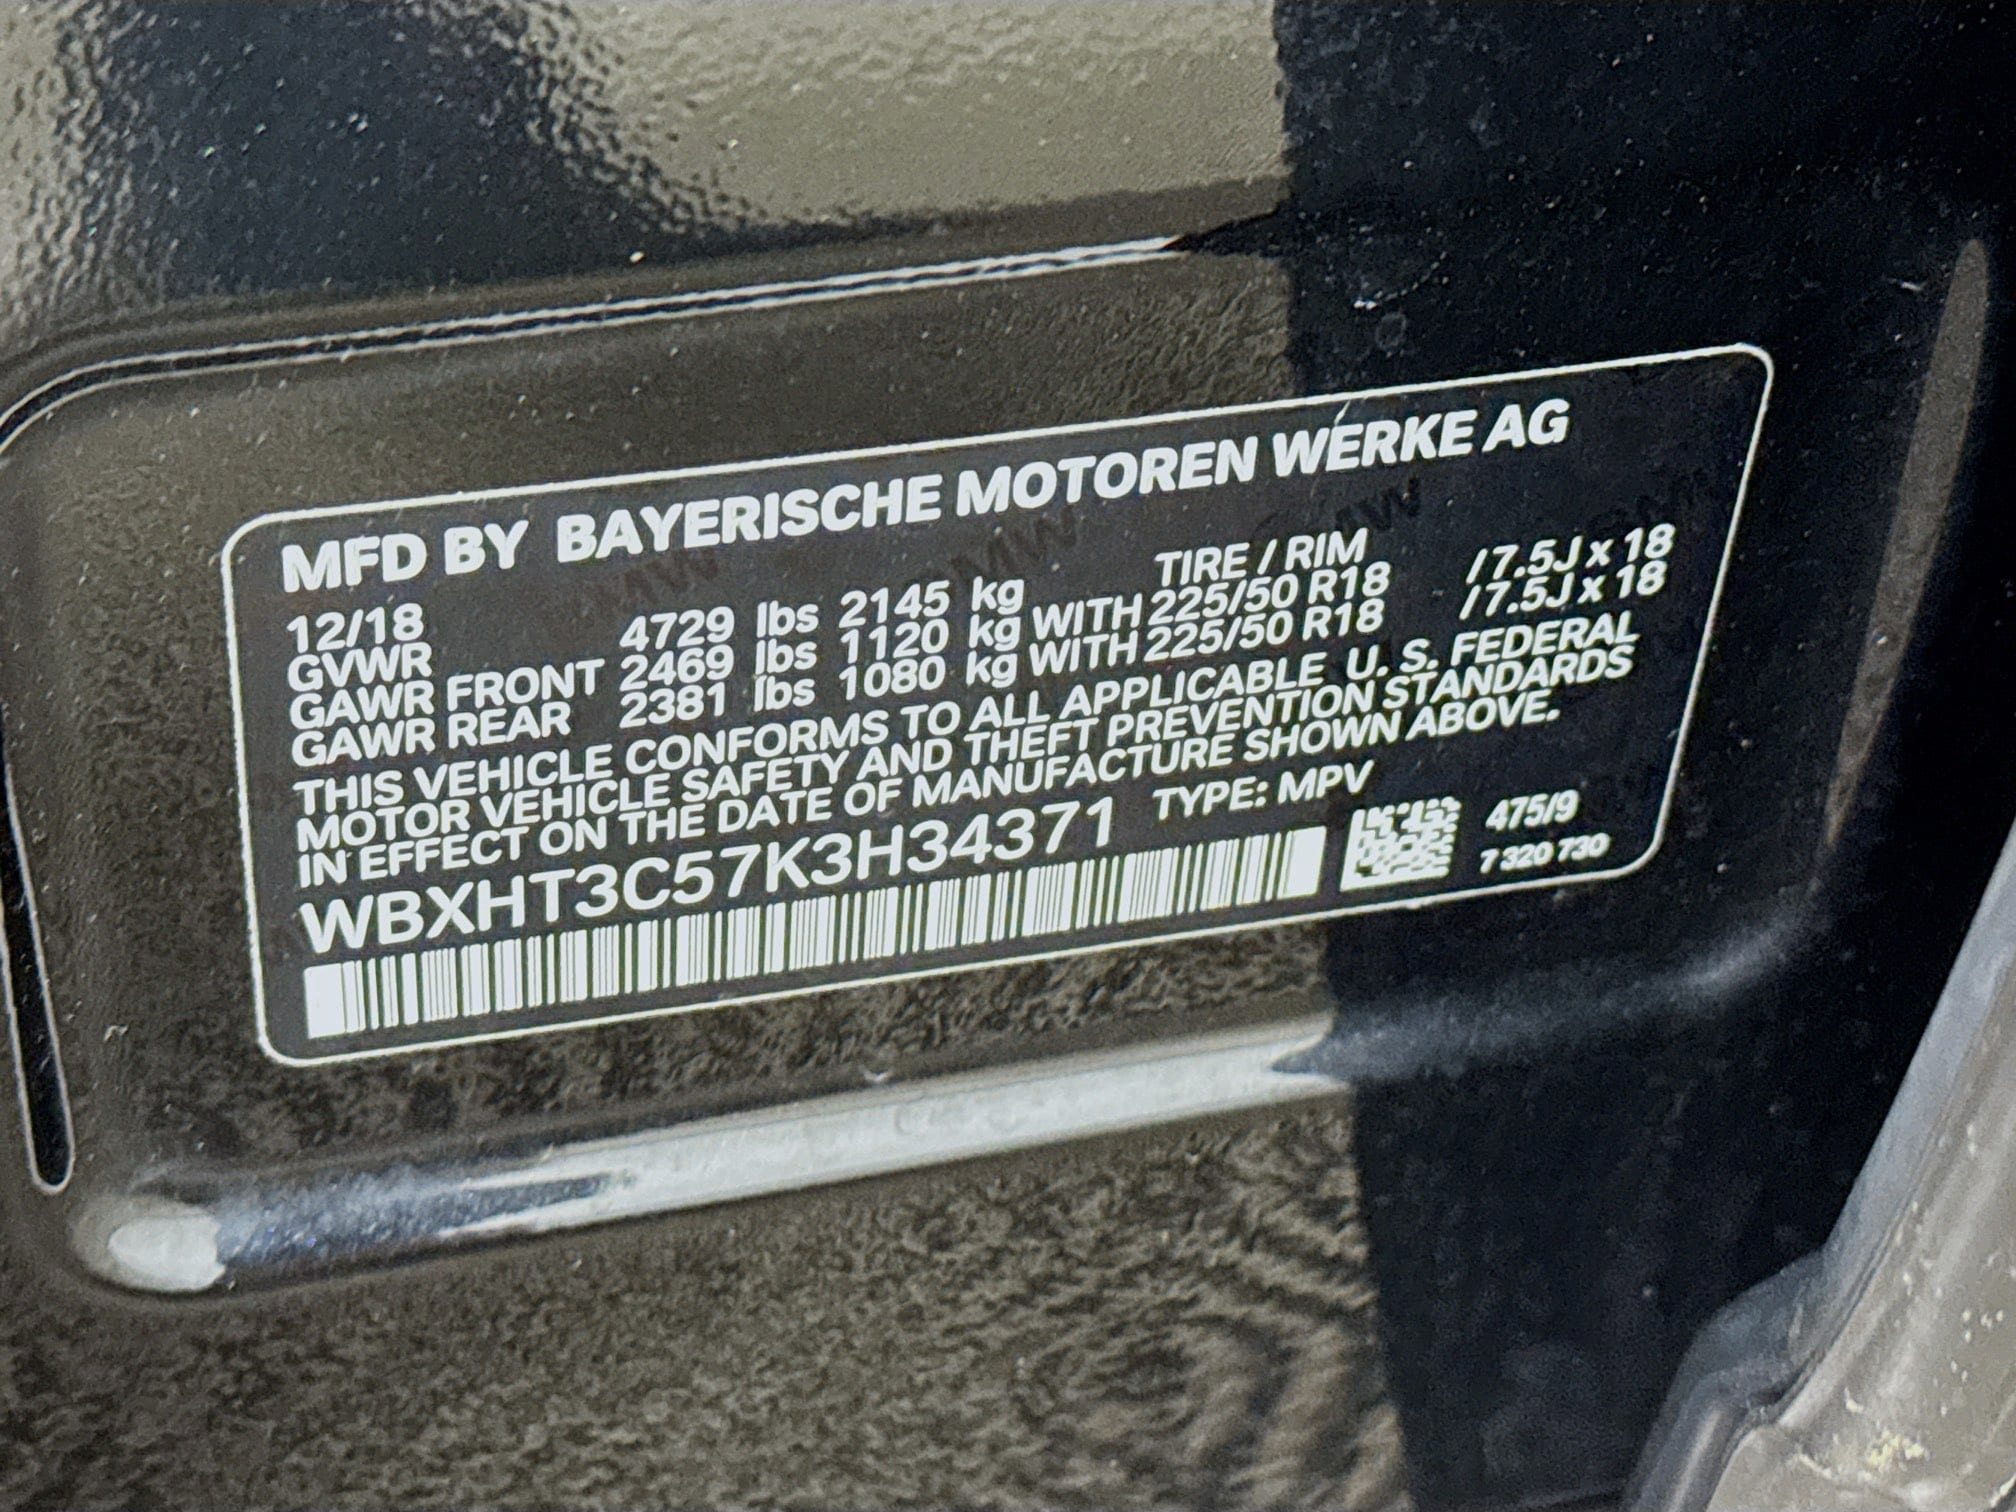 MFD BY BAYERISCHE MOTOREN WERKE AG
12/18 TIRE / RIM
GVWR 4729 lbs 2145 kg
GAWR FRONT 2469 lbs 1120 kg WITH 225/50 R18 /7.5J x 18
GAWR REAR 2381 lbs 1080 kg WITH 225/50 R18 /7.5J x 18
THIS VEHICLE CONFORMS TO ALL APPLICABLE U. S. FEDERAL
MOTOR VEHICLE SAFETY AND THEFT PREVENTION STANDARDS
IN EFFECT ON THE DATE OF MANUFACTURE SHOWN ABOVE.
WBXHT3C57K3H34371 TYPE: MPV
475/9
7 320 730